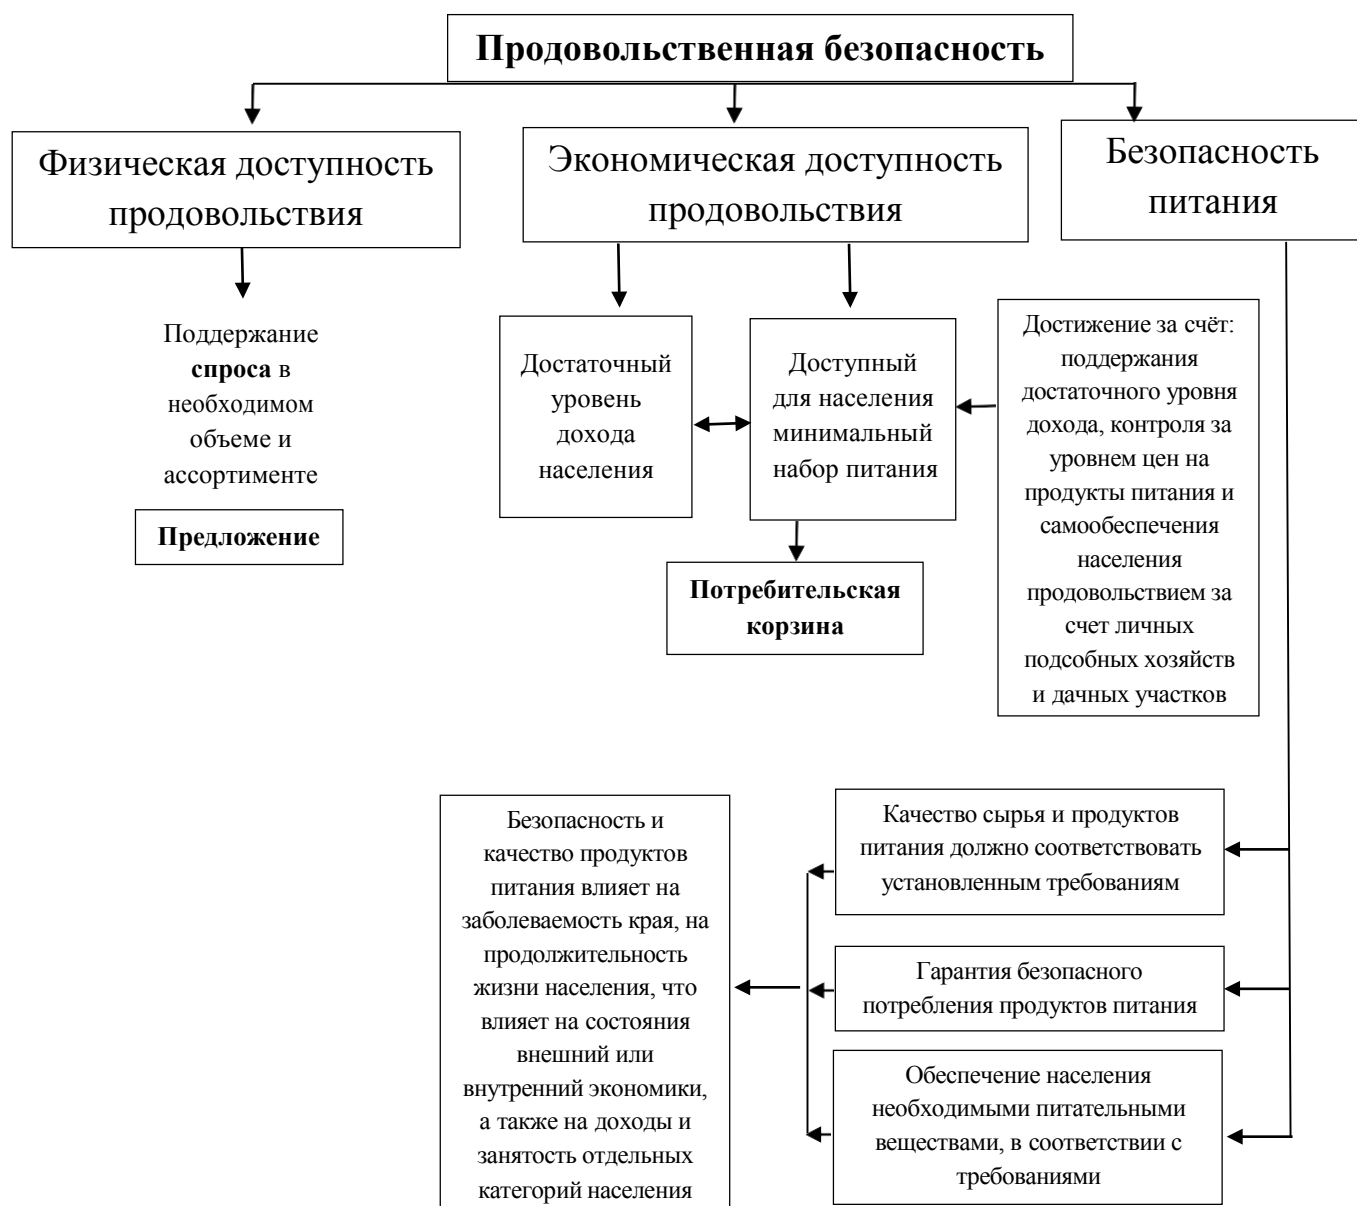 Продовольственная безопасность
Физическая доступность
продовольствия
Экономическая доступность
продовольствия
Безопасность
питания
Поддержание
спроса в
необходимом
объеме и
ассортименте
Предложение
Достаточный
уровень
дохода
населения
Доступный
для населения
минимальный
набор питания
Потребительская
корзина
Достижение за счёт:
поддержания
достаточного уровня
дохода, контроля за
уровнем цен на
продукты питания и
самообеспечения
населения
продовольствием за
счет личных
подсобных хозяйств
и дачных участков
Безопасность и
качество продуктов
питания влияет на
заболеваемость края, на
продолжительность
жизни населения, что
влияет на состояния
внешний или
внутренний экономики,
а также на доходы и
занятость отдельных
категорий населения
Качество сырья и продуктов
питания должно соответствовать
установленным требованиям
Гарантия безопасного
потребления продуктов питания
Обеспечение населения
необходимыми питательными
веществами, в соответствии с
требованиями